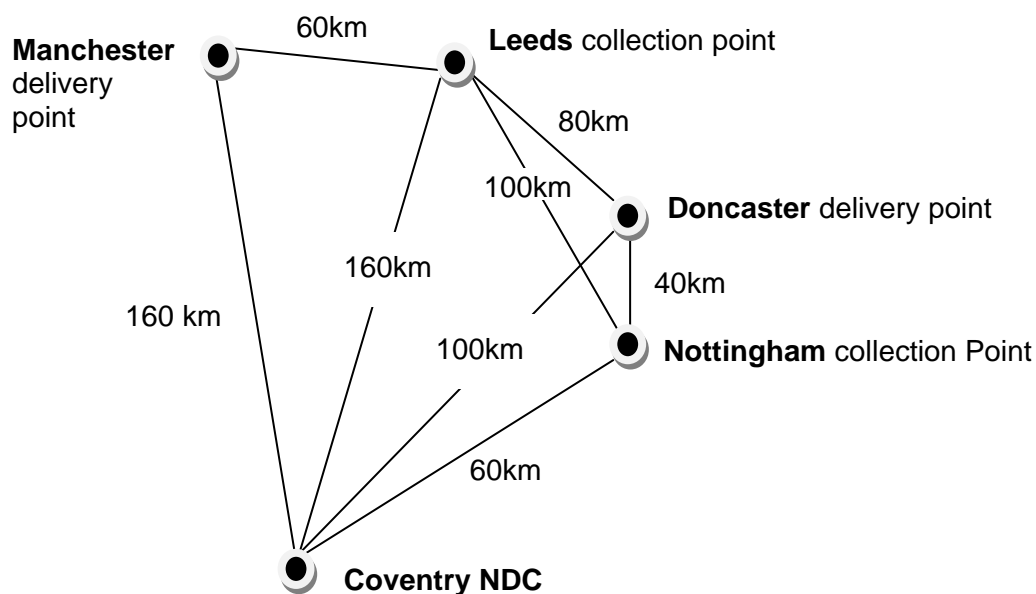 60km
Manchester
delivery
point
Leeds collection point
80km
100km
Doncaster delivery point
160km
40km
160 km
100km
Nottingham collection Point
60km
Coventry NDC